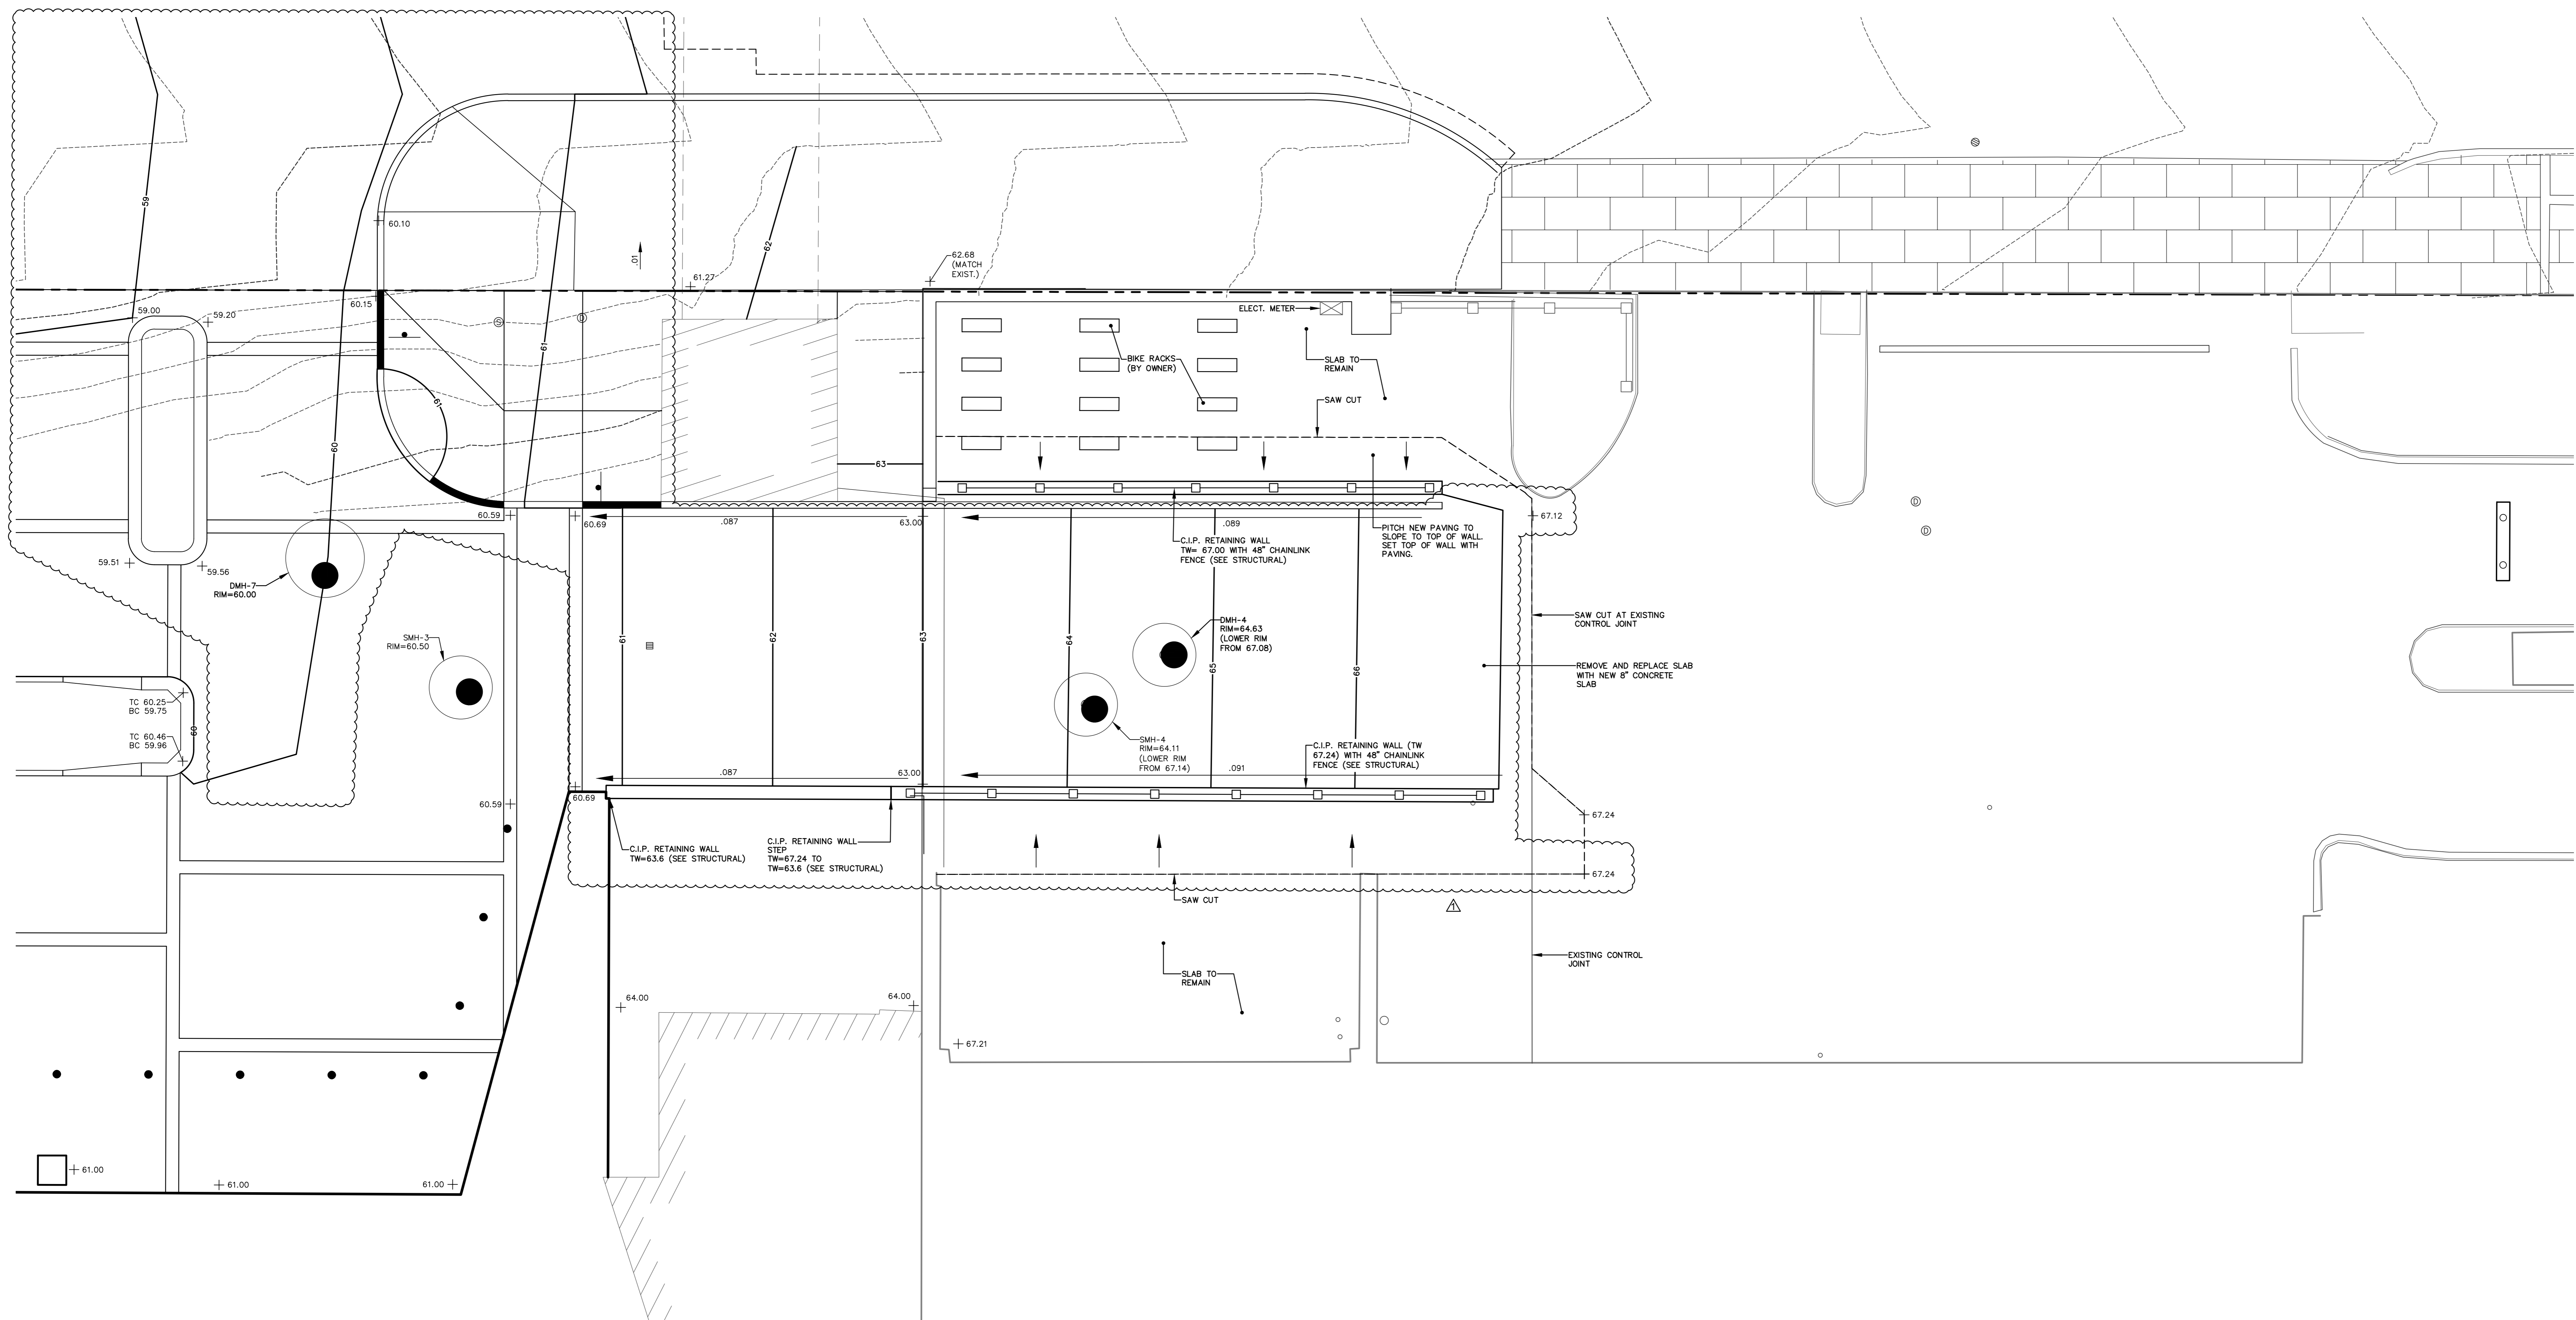 59
60.10
.01
61.27
62
62.68
(MATCH
EXIST.)
60.15
59.00
59.20
S
D
61
61
60
63
ELECT. METER
BIKE RACKS
(BY OWNER)
SLAB TO
REMAIN
SAW CUT
D
D
60.59
60.69
.087
63.00
.089
67.12
PITCH NEW PAVING TO
SLOPE TO TOP OF WALL.
SET TOP OF WALL WITH
PAVING.
C.I.P. RETAINING WALL
TW= 67.00 WITH 48" CHAINLINK
FENCE (SEE STRUCTURAL)
59.51
59.56
DMH-7
RIM=60.00
SMH-3
RIM=60.50
61
62
63
64
65
66
DMH-4
RIM=64.63
(LOWER RIM
FROM 67.08)
SAW CUT AT EXISTING
CONTROL JOINT
REMOVE AND REPLACE SLAB
WITH NEW 8" CONCRETE
SLAB
TC 60.25
BC 59.75
60
TC 60.46
BC 59.96
SMH-4
RIM=64.11
(LOWER RIM
FROM 67.14)
C.I.P. RETAINING WALL (TW
67.24) WITH 48" CHAINLINK
FENCE (SEE STRUCTURAL)
.087
63.00
.091
60.59
60.69
67.24
C.I.P. RETAINING WALL
TW=63.6 (SEE STRUCTURAL)
C.I.P. RETAINING WALL
STEP
TW=67.24 TO
TW=63.6 (SEE STRUCTURAL)
67.24
SAW CUT
1
EXISTING CONTROL
JOINT
SLAB TO
REMAIN
64.00
64.00
67.21
61.00
61.00
61.00